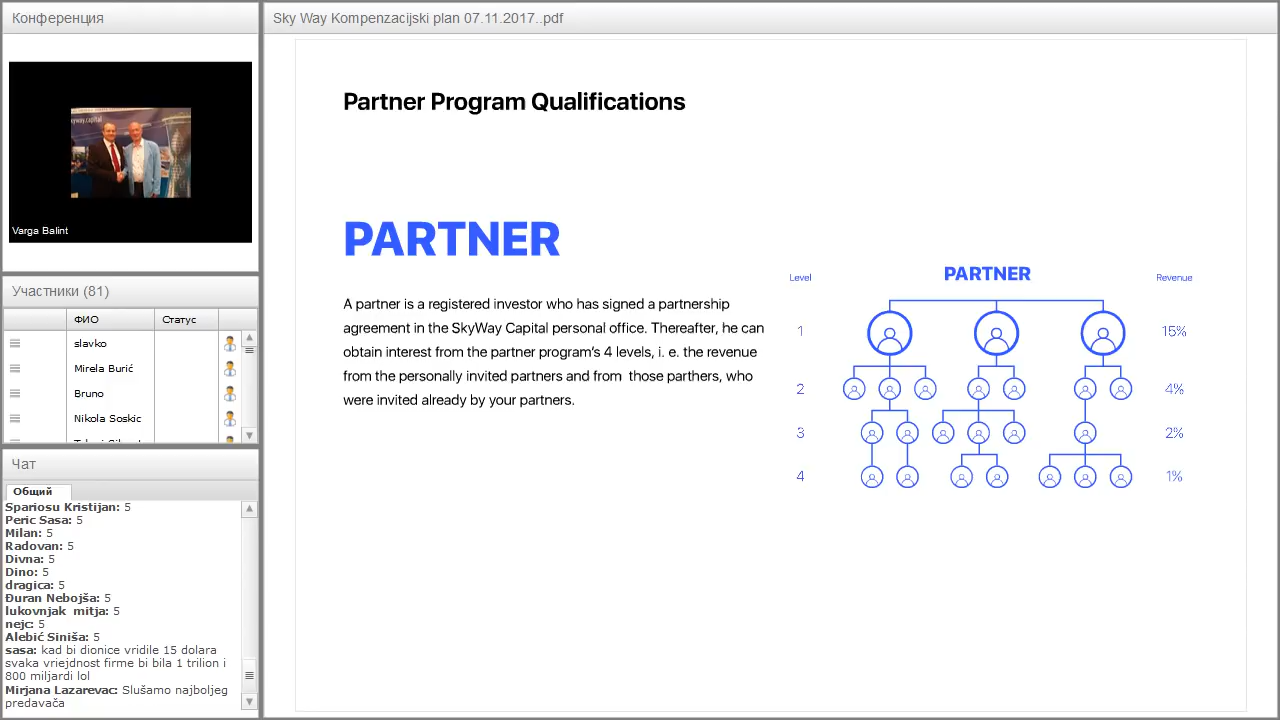 Конференция
Varga Balint
Участники (81)
ФИО
Статус
slavko
Mirela Burić
Bruno
Nikola Soskic
Чат
Общий
Spariosu Kristijan: 5
Peric Sasa: 5
Milan: 5
Radovan: 5
Divna: 5
Dino: 5
dragica: 5
Đuran Nebojša: 5
lukovnjak mitja: 5
nejc: 5
Alebić Siniša: 5
sasa: kad bi dionice vridile 15 dolara
svaka vriejdnost firme bi bila 1 trilion i
800 miljardi lol
Mirjana Lazarevac: Slušamo najboljeg
predavača
Sky Way Kompenzacijski plan 07.11.2017..pdf
Partner Program Qualifications
PARTNER
A partner is a registered investor who has signed a partnership
agreement in the SkyWay Capital personal office. Thereafter, he can
obtain interest from the partner program’s 4 levels, i. e. the revenue
from the personally invited partners and from those parthers, who
were invited already by your partners.
Level
PARTNER
Revenue
1
15%
2
4%
3
2%
4
1%